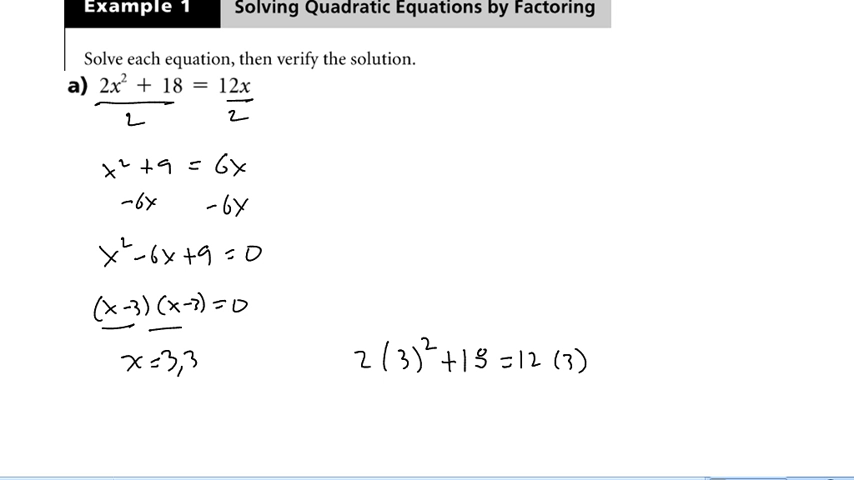 Example 1 Solving Quadratic Equations by Factoring
Solve each equation, then verify the solution.
a) 2x² + 18 = 12x
2 2
x² + 9 = 6x
-6x -6x
x² - 6x + 9 = 0
(x-3) (x-3) = 0
x = 3,3
2(3)² + 18 = 12(3)